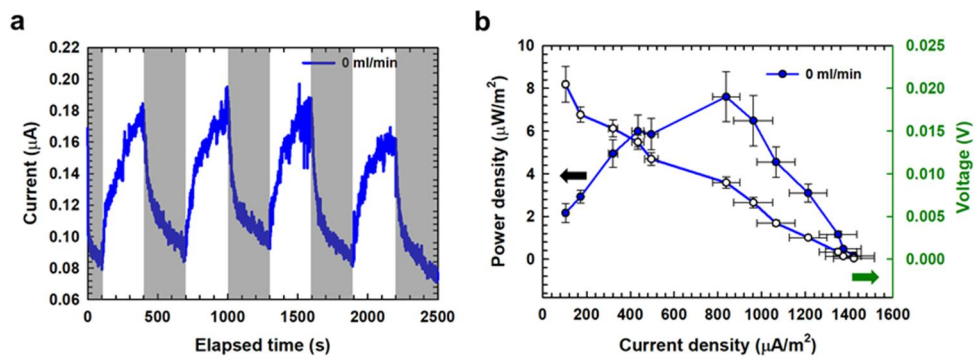 a
0.22
0.20
0.18
0.16
0.14
0.12
0.10
0.08
0.06
Current (μA)
0 ml/min
0 500 1000 1500 2000 2500
Elapsed time (s)
b
10
8
6
4
2
0
Power density (μW/m²)
0 ml/min
0.025
0.020
0.015
0.010
0.005
0.000
Voltage (V)
0 200 400 600 800 1000 1200 1400 1600
Current density (μA/m²)